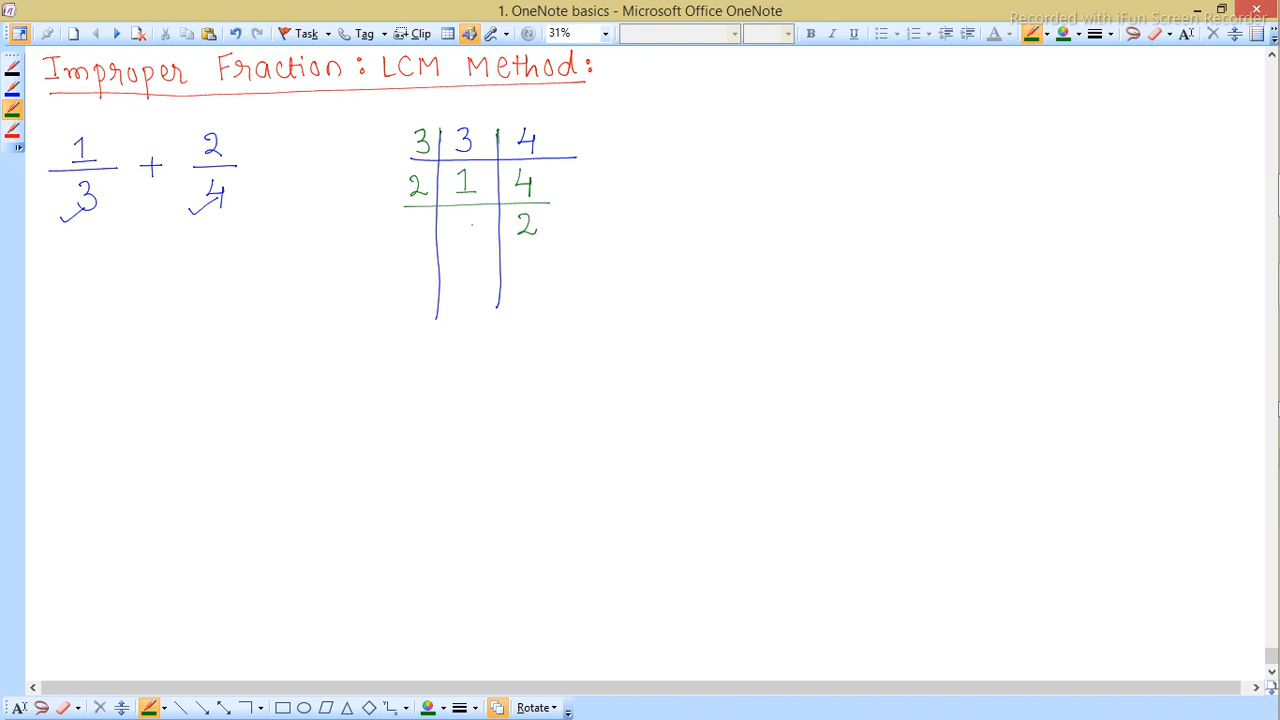 1. OneNote basics - Microsoft Office OneNote
Recorded with iFun Screen Recorder
Task Tag Clip 31% B I U A
Improper Fraction: LCM Method:
1/3 + 2/4
3 3 4
2 1 4
2
Rotate